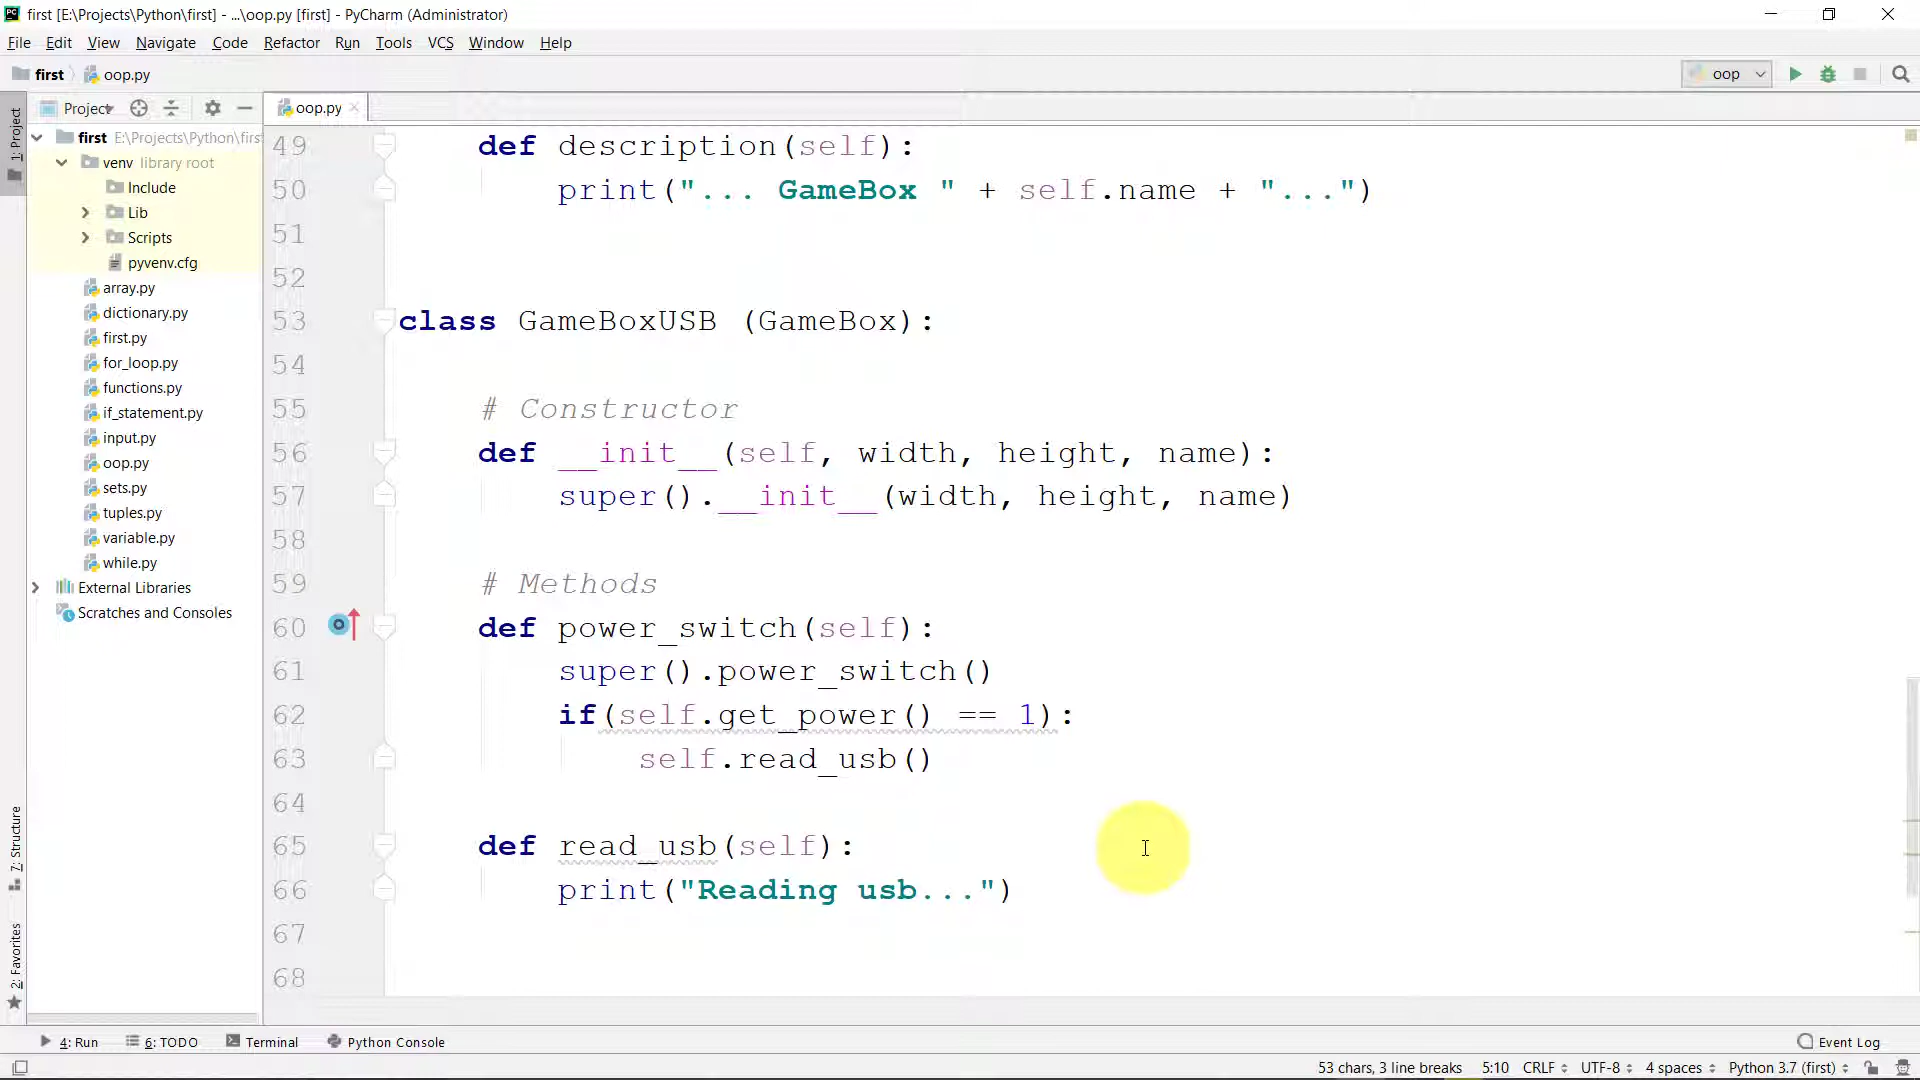 first [E:\Projects\Python\first] - ...\oop.py [first] - PyCharm (Administrator)
File Edit View Navigate Code Refactor Run Tools VCS Window Help
first oop.py oop
Project oop.py
1: Project
first E:\Projects\Python\first
venv library root
Include
Lib
Scripts
pyvenv.cfg
array.py
dictionary.py
first.py
for_loop.py
functions.py
if_statement.py
input.py
oop.py
sets.py
tuples.py
variable.py
while.py
External Libraries
Scratches and Consoles
7: Structure
2: Favorites
49 def description(self):
50 print("... GameBox " + self.name + "...")
51
52
53 class GameBoxUSB (GameBox):
54
55 # Constructor
56 def __init__(self, width, height, name):
57 super().__init__(width, height, name)
58
59 # Methods
60 def power_switch(self):
61 super().power_switch()
62 if(self.get_power() == 1):
63 self.read_usb()
64
65 def read_usb(self):
66 print("Reading usb...")
67
68
4: Run 6: TODO Terminal Python Console Event Log
53 chars, 3 line breaks 5:10 CRLF UTF-8 4 spaces Python 3.7 (first)